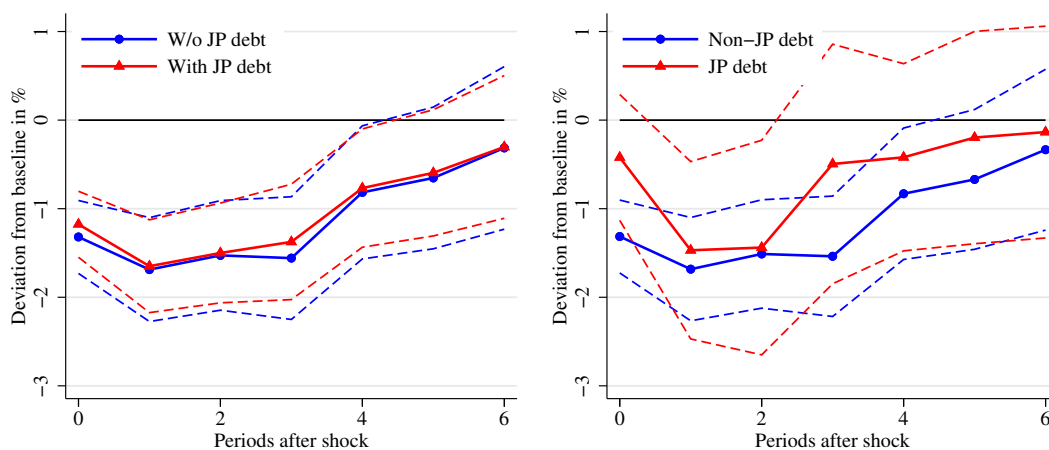 W/o JP debt
With JP debt
Deviation from baseline in %
1
0
−1
−2
−3
0
2
4
6
Periods after shock
Non−JP debt
JP debt
Deviation from baseline in %
1
0
−1
−2
−3
0
2
4
6
Periods after shock